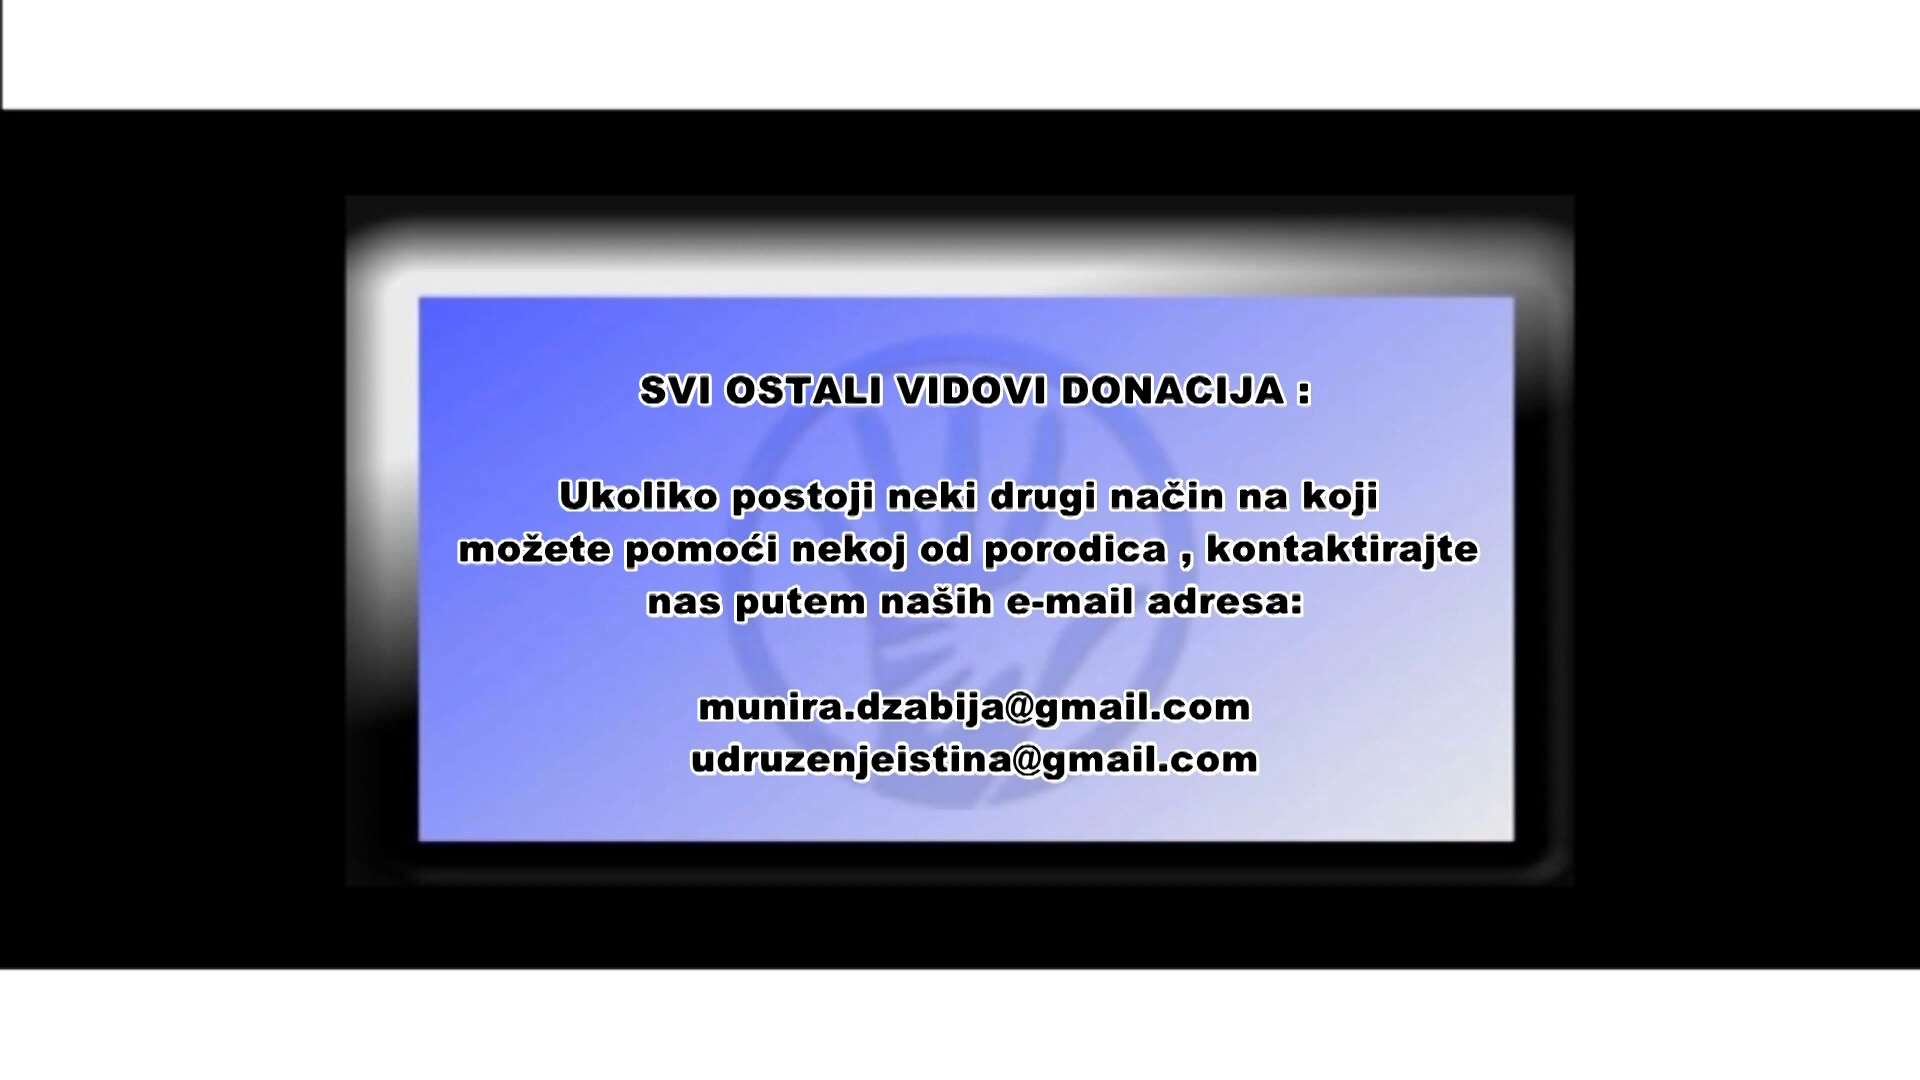 SVI OSTALI VIDOVI DONACIJA :
Ukoliko postoji neki drugi način na koji
možete pomoći nekoj od porodica , kontaktirajte
nas putem naših e-mail adresa:
munira.dzabija@gmail.com
udruzenjeistina@gmail.com